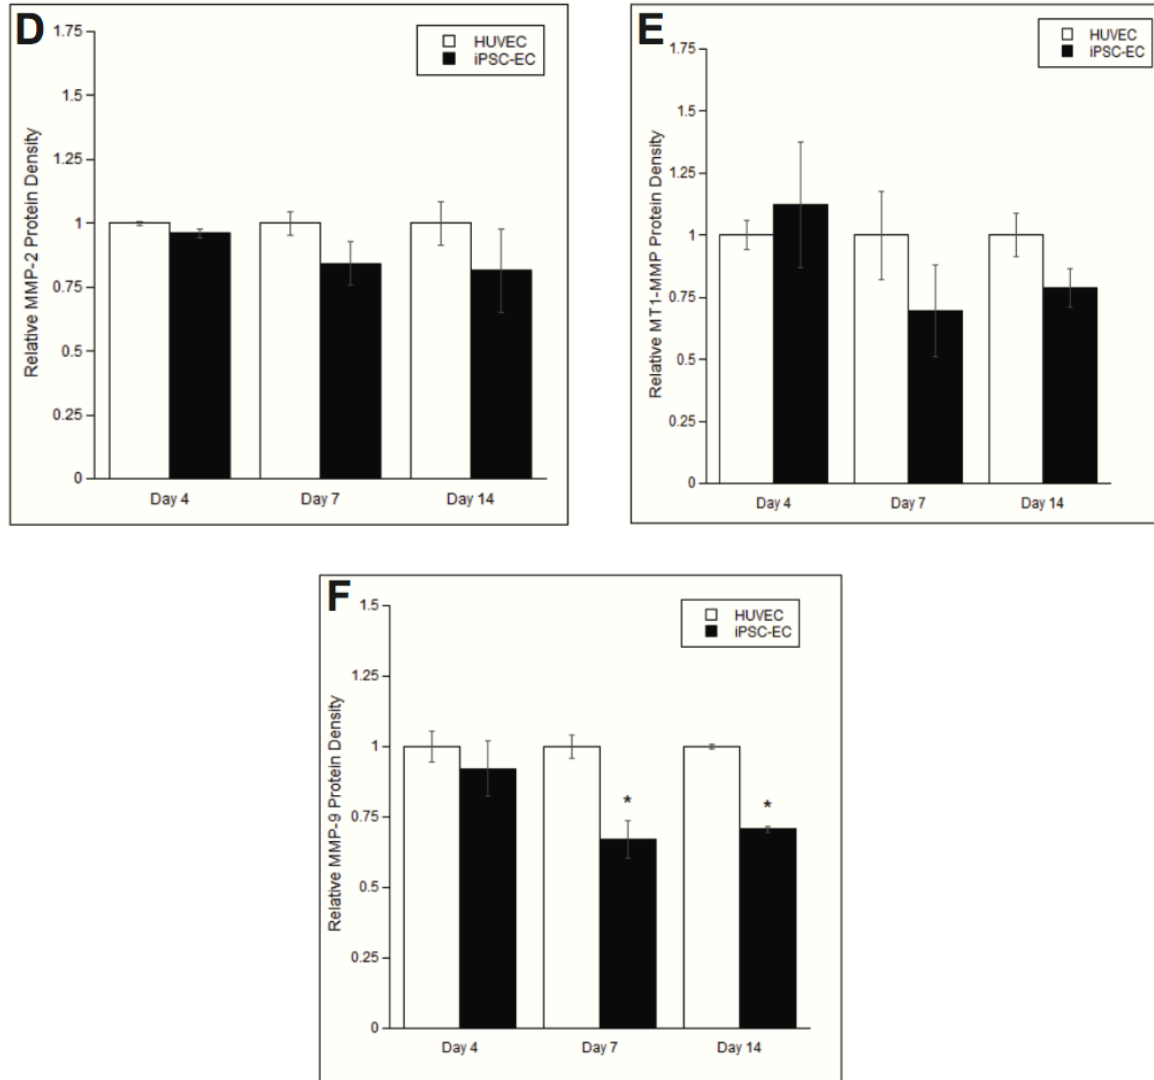 D
Relative MMP-2 Protein Density
1.75
1.5
1.25
1
0.75
0.5
0.25
0
HUVEC
iPSC-EC
Day 4 Day 7 Day 14
E
Relative MT1-MMP Protein Density
1.75
1.5
1.25
1
0.75
0.5
0.25
0
HUVEC
iPSC-EC
Day 4 Day 7 Day 14
F
Relative MMP-9 Protein Density
1.5
1.25
1
0.75
0.5
0.25
0
HUVEC
iPSC-EC
* *
Day 4 Day 7 Day 14